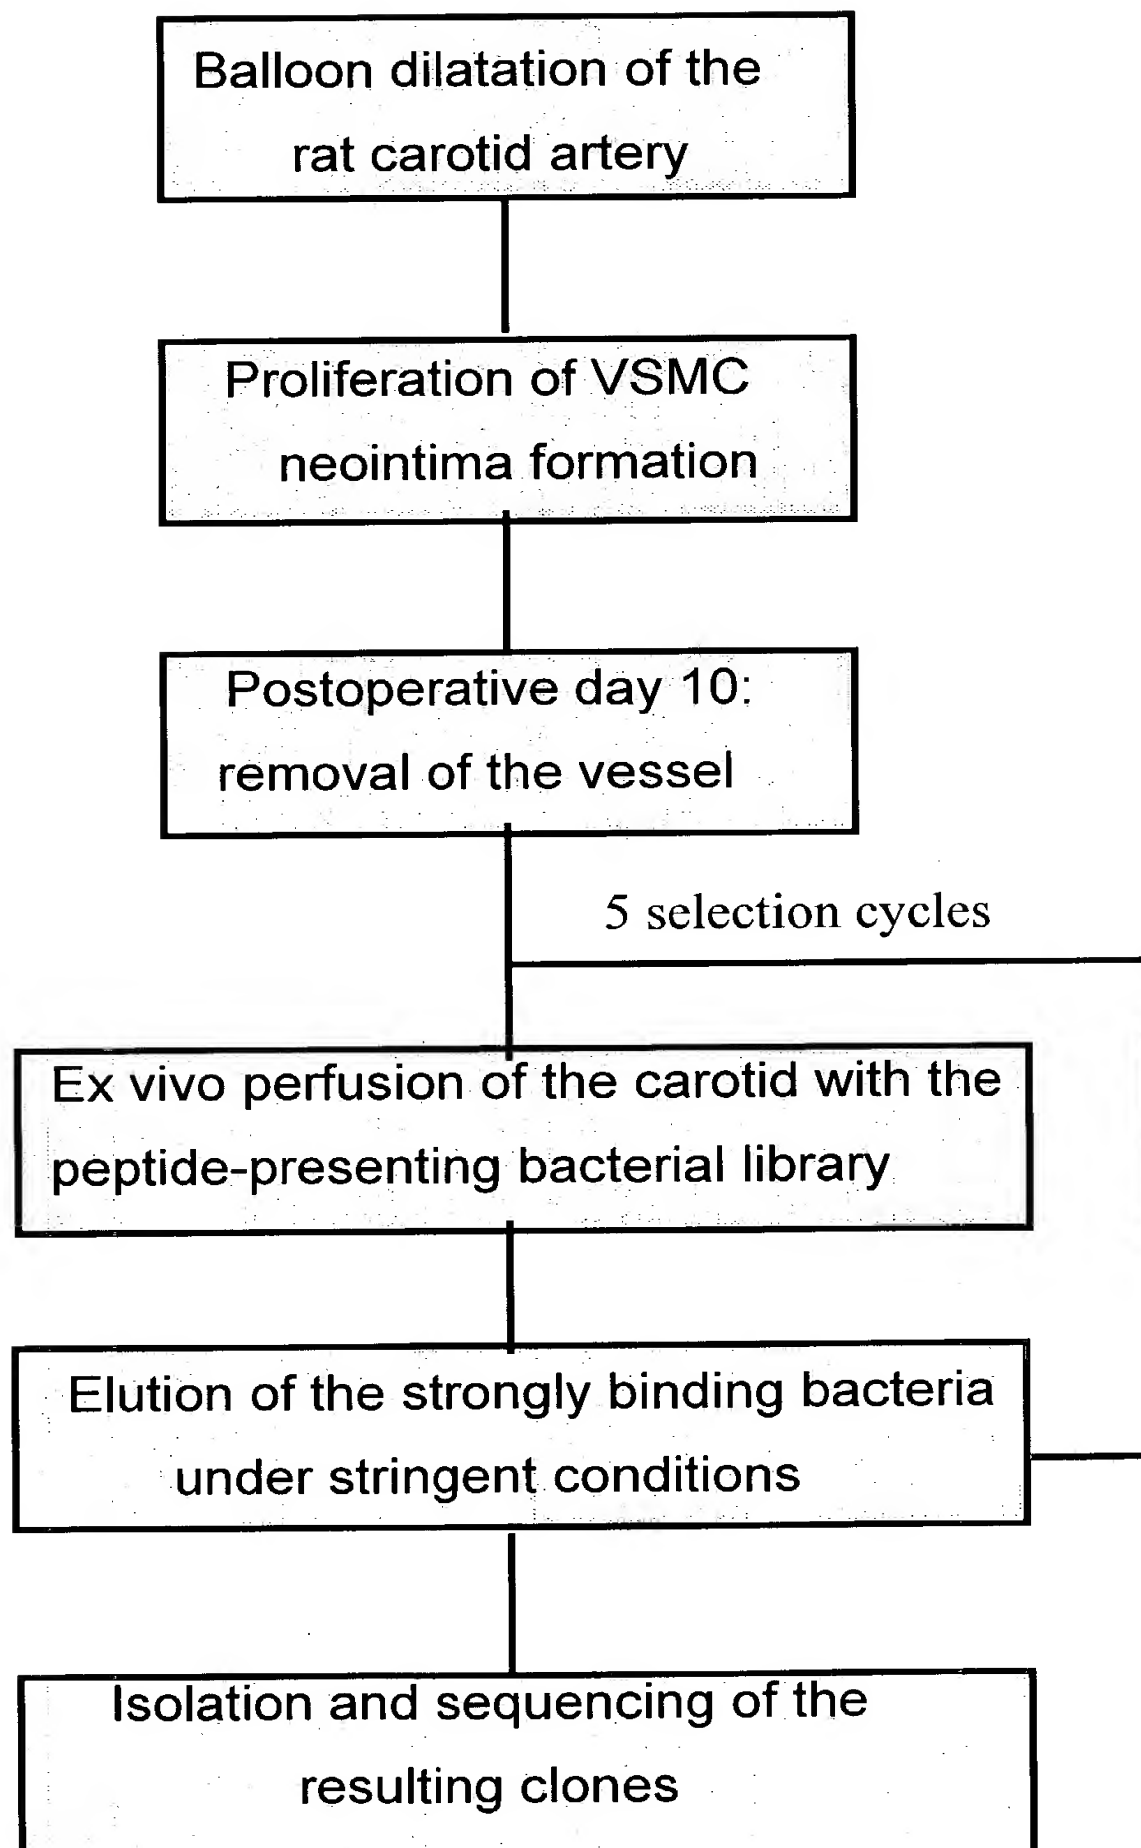 Balloon dilatation of the
rat carotid artery
Proliferation of VSMC
neointima formation
Postoperative day 10:
removal of the vessel
5 selection cycles
Ex vivo perfusion of the carotid with the
peptide-presenting bacterial library
Elution of the strongly binding bacteria
under stringent conditions
Isolation and sequencing of the
resulting clones